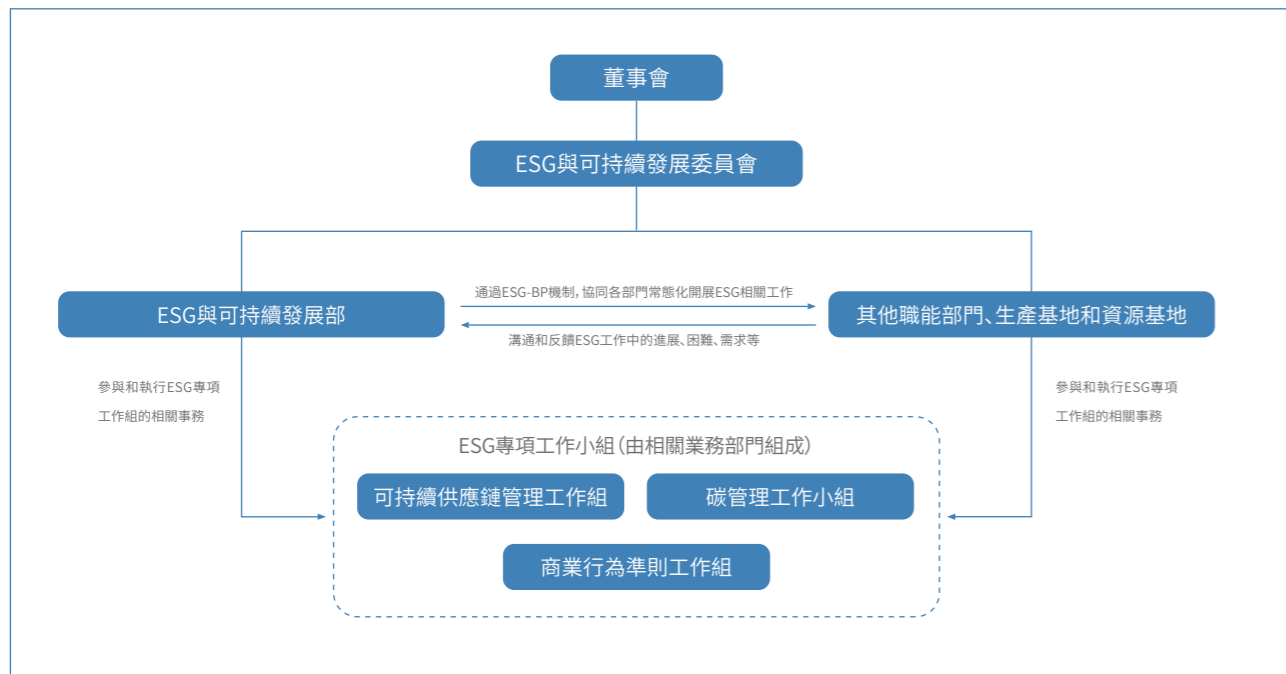 董事會
ESG與可持續發展委員會
通過ESG-BP機制，協同各部門常態化開展ESG相關工作
ESG與可持續發展部
其他職能部門、生產基地和資源基地
溝通和反饋ESG工作中的進展、困難、需求等
參與和執行ESG專項
工作組的相關事務
參與和執行ESG專項
工作組的相關事務
ESG專項工作小組（由相關業務部門組成）
可持續供應鏈管理工作組
碳管理工作小組
商業行為準則工作組